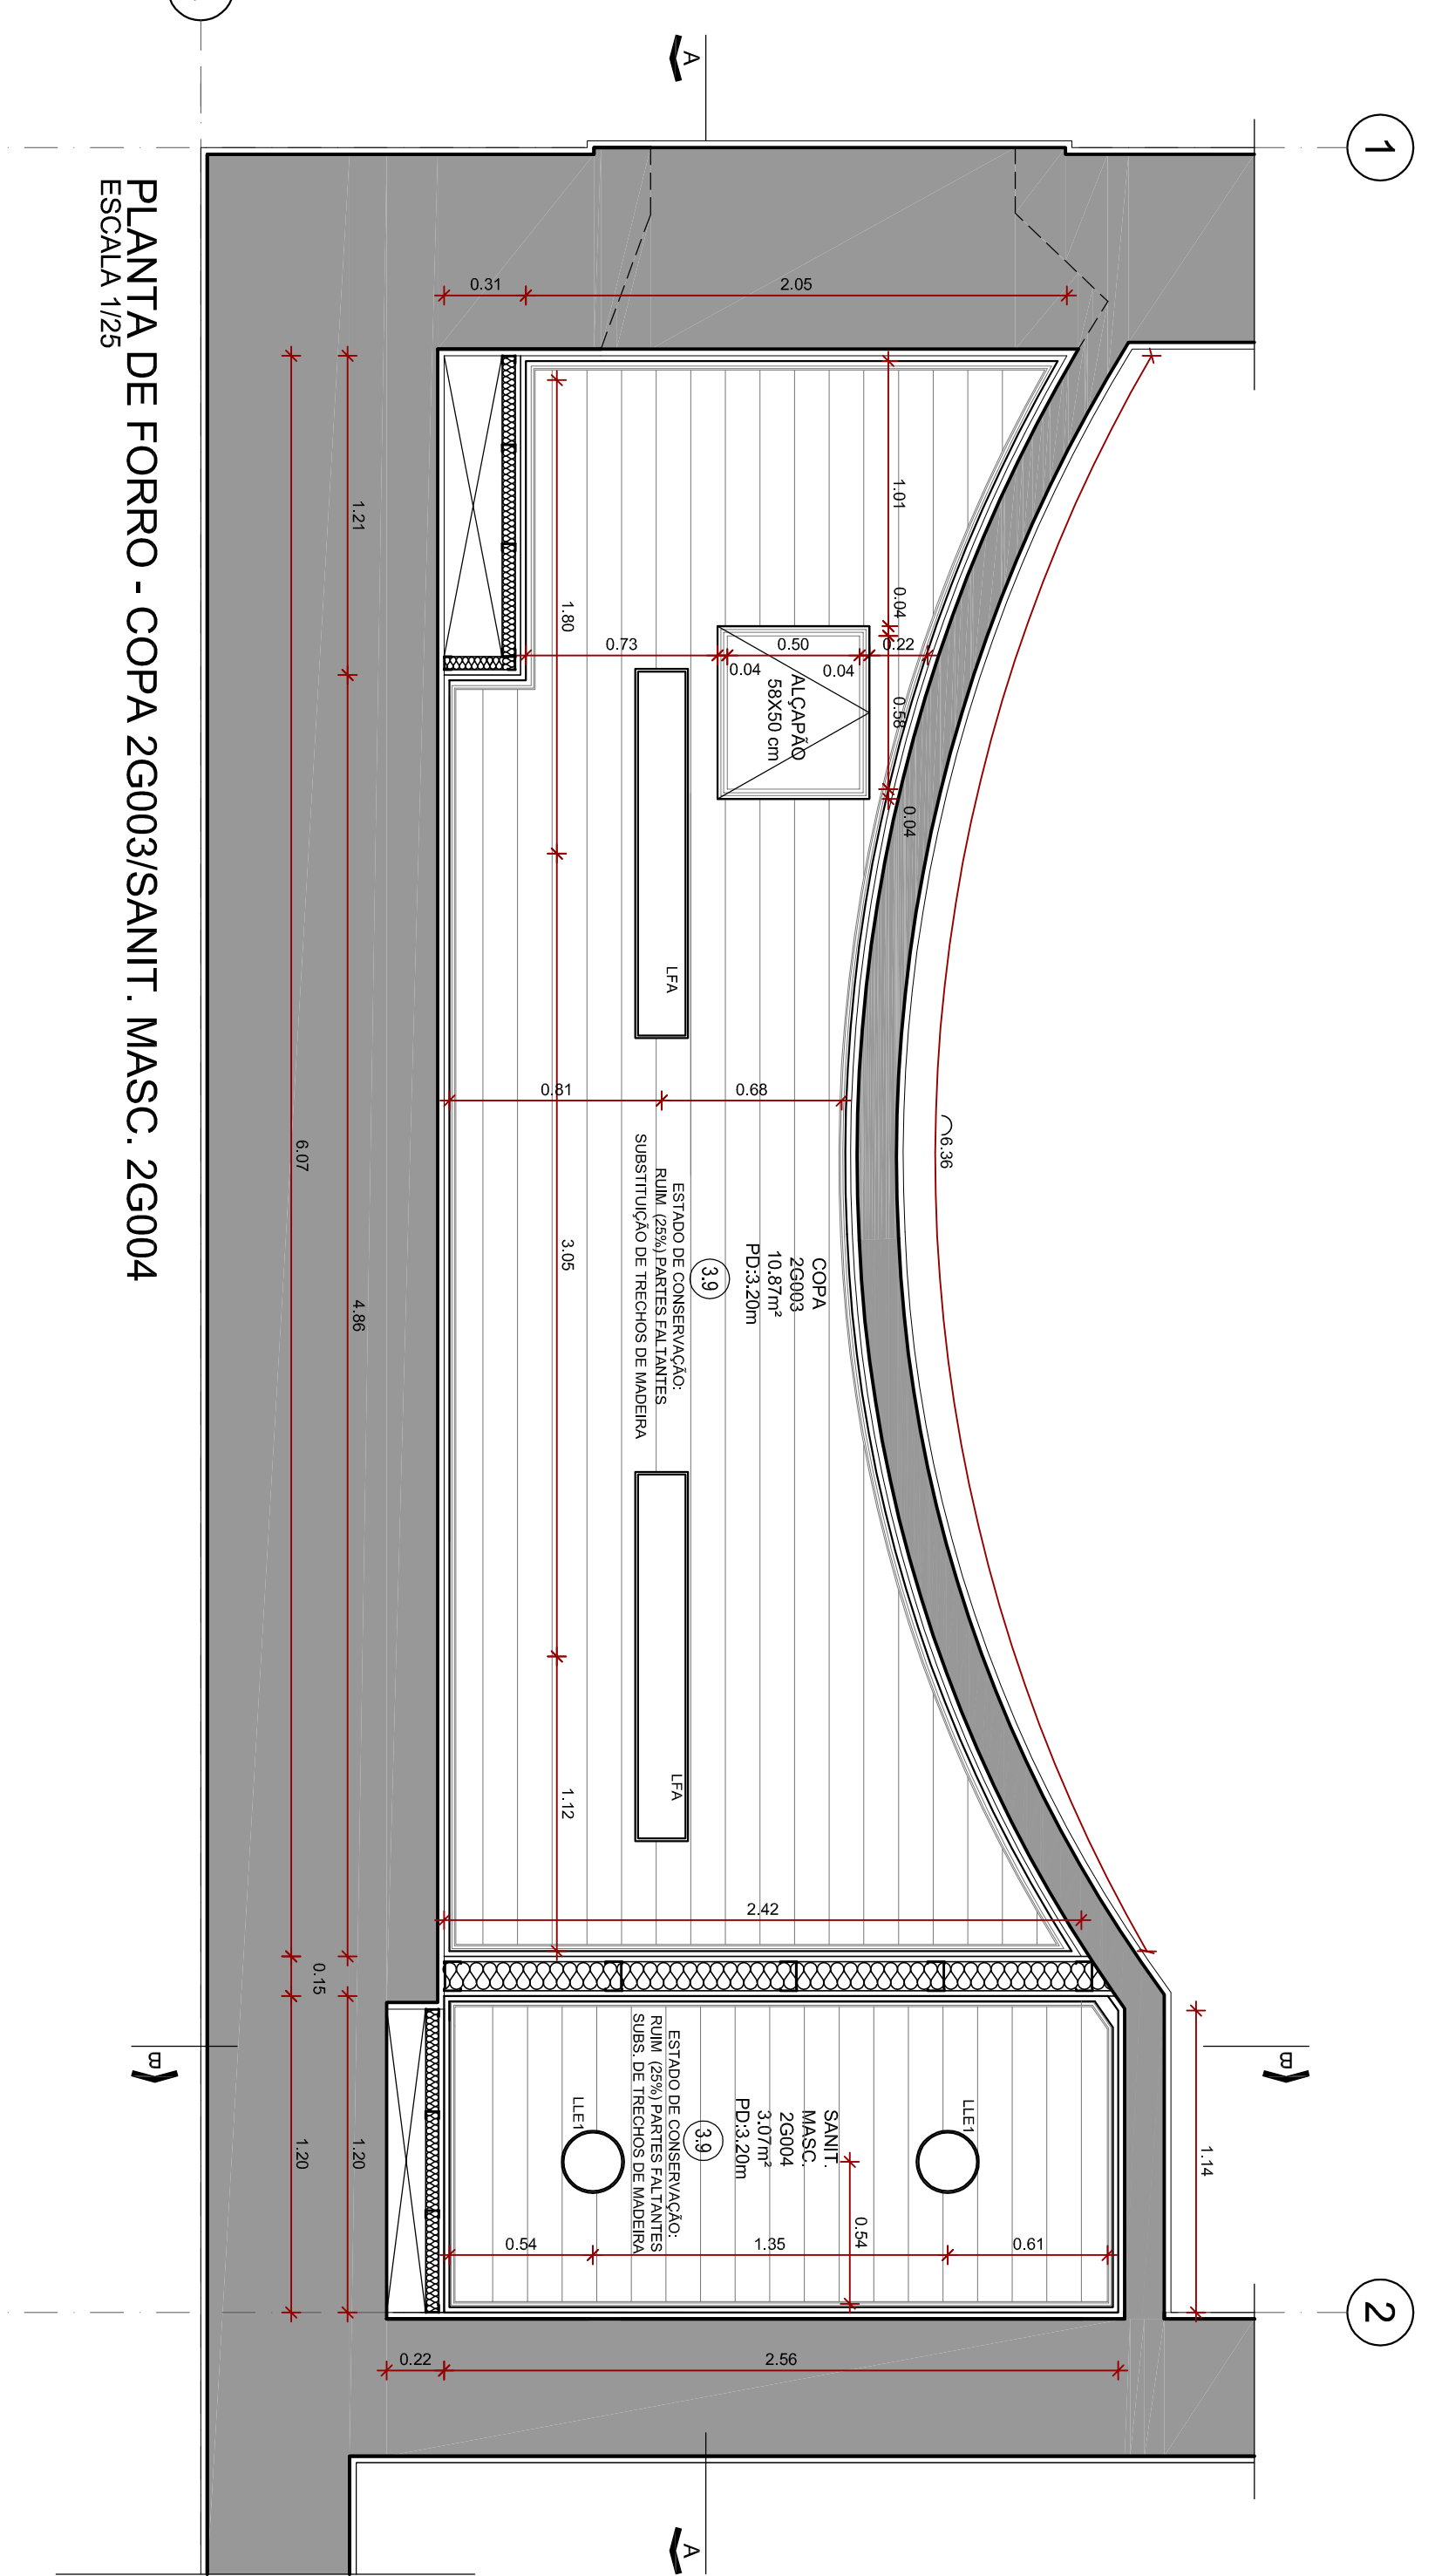 PLANTA DE FORRO - COPA 2G003/SANIT. MASC. 2G004
ESCALA 1/25
1
2
A
A
B
B
0.31
2.05
1.21
4.86
6.07
0.15
1.20
1.20
1.80
3.05
1.12
1.01
0.04
0.58
0.04
0.73
0.04
0.50
0.04
0.22
ALÇAPÃO
58X50 cm
LFA
LFA
0.81
0.68
6.36
COPA
2G003
10.87m²
PD:3.20m
3.9
ESTADO DE CONSERVAÇÃO:
RUIM (25%) PARTES FALTANTES
SUBSTITUIÇÃO DE TRECHOS DE MADEIRA
2.42
SANIT.
MASC.
2G004
3.07m²
PD:3.20m
3.9
ESTADO DE CONSERVAÇÃO:
RUIM (25%) PARTES FALTANTES
SUBS. DE TRECHOS DE MADEIRA
LLE1
LLE1
0.54
1.35
0.61
0.54
1.14
0.22
2.56